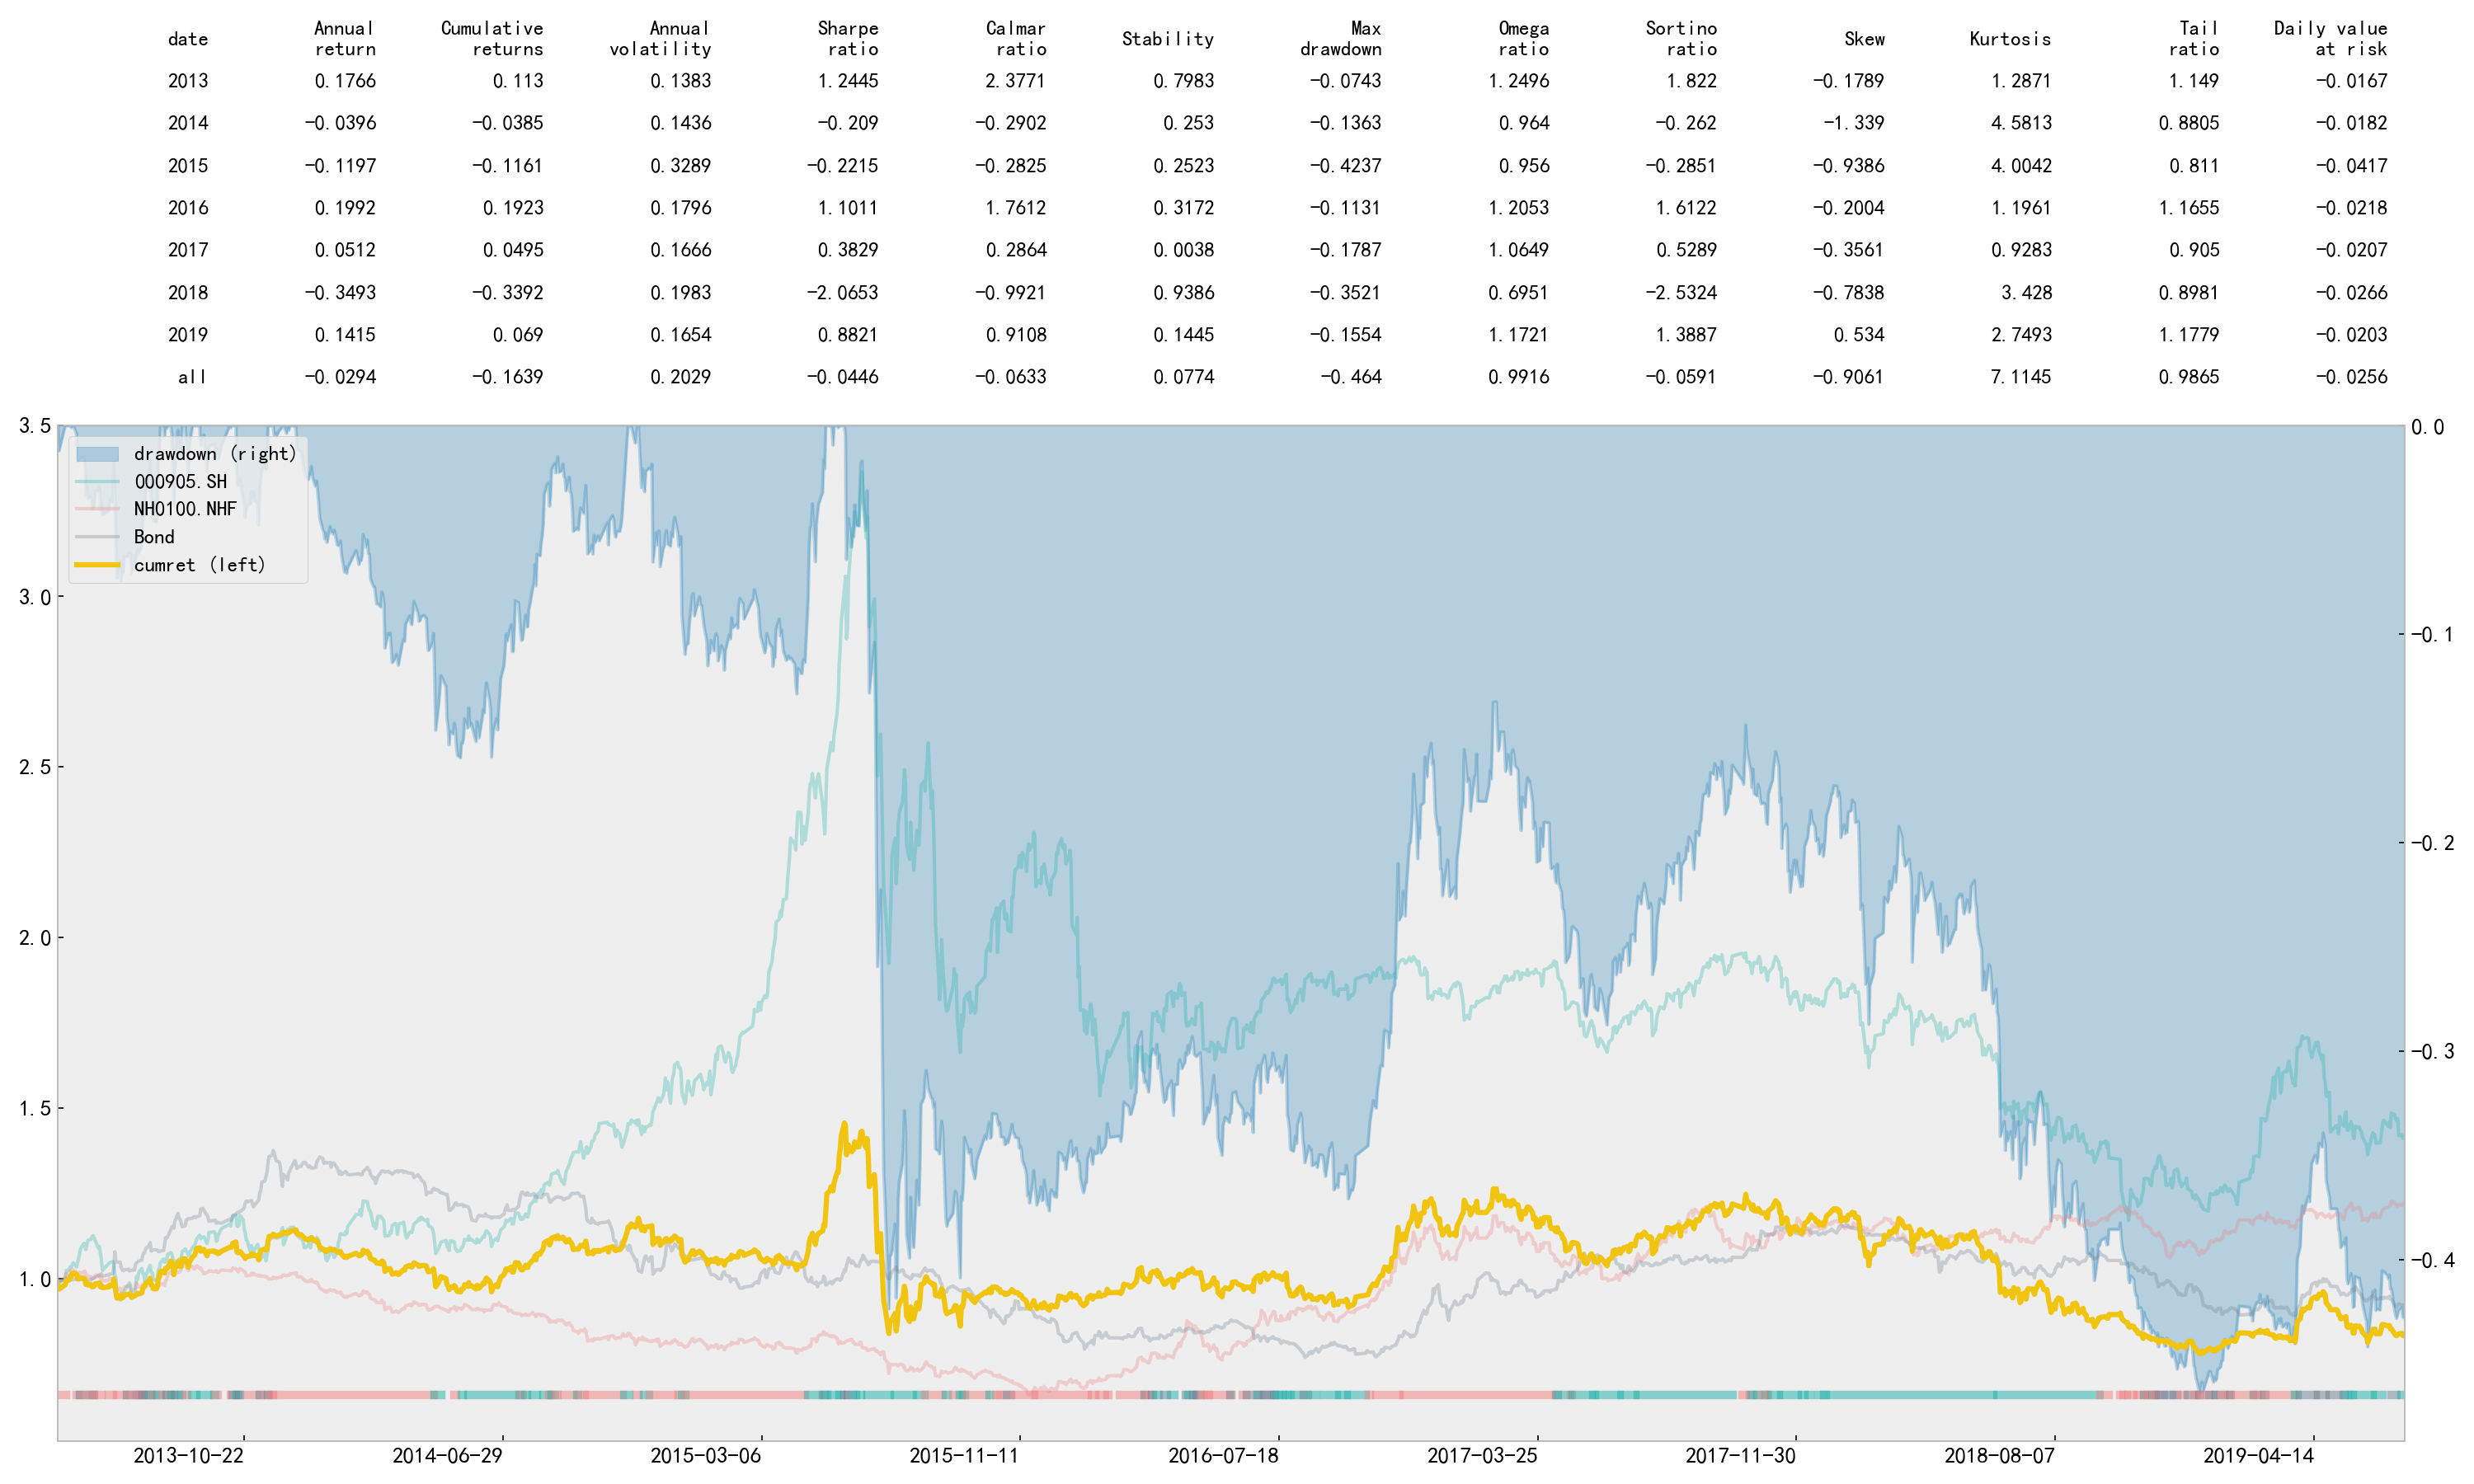 date Annual return Cumulative returns Annual volatility Sharpe ratio Calmar ratio Stability Max drawdown Omega ratio Sortino ratio Skew Kurtosis Tail ratio Daily value at risk
2013 0.1766 0.113 0.1383 1.2445 2.3771 0.7983 −0.0743 1.2496 1.822 −0.1789 1.2871 1.149 −0.0167
2014 −0.0396 −0.0385 0.1436 −0.209 −0.2902 0.253 −0.1363 0.964 −0.262 −1.339 4.5813 0.8805 −0.0182
2015 −0.1197 −0.1161 0.3289 −0.2215 −0.2825 0.2523 −0.4237 0.956 −0.2851 −0.9386 4.0042 0.811 −0.0417
2016 0.1992 0.1923 0.1796 1.1011 1.7612 0.3172 −0.1131 1.2053 1.6122 −0.2004 1.1961 1.1655 −0.0218
2017 0.0512 0.0495 0.1666 0.3829 0.2864 0.0038 −0.1787 1.0649 0.5289 −0.3561 0.9283 0.905 −0.0207
2018 −0.3493 −0.3392 0.1983 −2.0653 −0.9921 0.9386 −0.3521 0.6951 −2.5324 −0.7838 3.428 0.8981 −0.0266
2019 0.1415 0.069 0.1654 0.8821 0.9108 0.1445 −0.1554 1.1721 1.3887 0.534 2.7493 1.1779 −0.0203
all −0.0294 −0.1639 0.2029 −0.0446 −0.0633 0.0774 −0.464 0.9916 −0.0591 −0.9061 7.1145 0.9865 −0.0256
3.5
3.0
2.5
2.0
1.5
1.0
drawdown (right)
000905.SH
NH0100.NHF
Bond
cumret (left)
0.0
−0.1
−0.2
−0.3
−0.4
2013−10−22 2014−06−29 2015−03−06 2015−11−11 2016−07−18 2017−03−25 2017−11−30 2018−08−07 2019−04−14